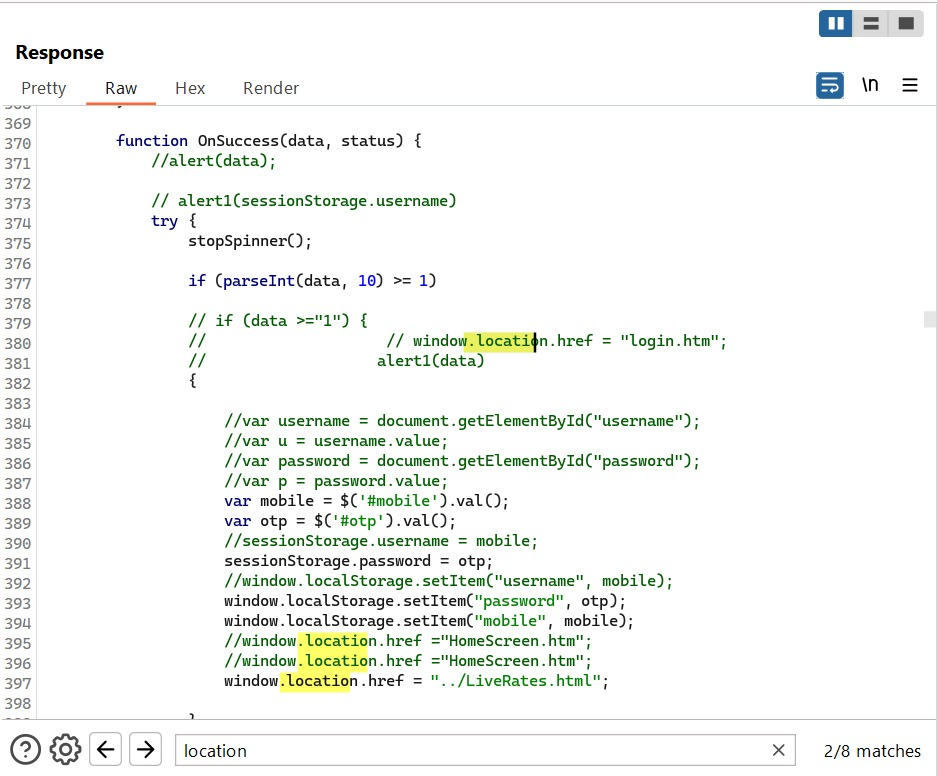 Response
Pretty Raw Hex Render \n
369
370 function OnSuccess(data, status) {
371 //alert(data);
372
373 // alert1(sessionStorage.username)
374 try {
375 stopSpinner();
376
377 if (parseInt(data, 10) >= 1)
378
379 // if (data >="1") {
380 // // window.location.href = "login.htm";
381 // alert1(data)
382 {
383
384 //var username = document.getElementById("username");
385 //var u = username.value;
386 //var password = document.getElementById("password");
387 //var p = password.value;
388 var mobile = $('#mobile').val();
389 var otp = $('#otp').val();
390 //sessionStorage.username = mobile;
391 sessionStorage.password = otp;
392 //window.localStorage.setItem("username", mobile);
393 window.localStorage.setItem("password", otp);
394 window.localStorage.setItem("mobile", mobile);
395 //window.location.href ="HomeScreen.htm";
396 //window.location.href ="HomeScreen.htm";
397 window.location.href = "../LiveRates.html";
398
? location 2/8 matches